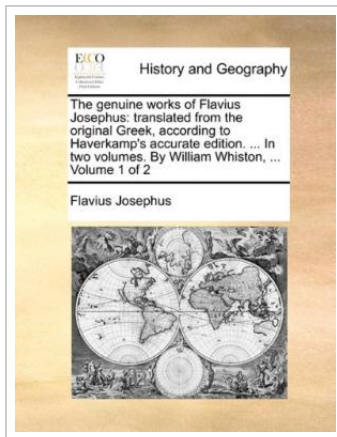 ECCO
History and Geography
The genuine works of Flavius
Josephus: translated from the
original Greek, according to
Haverkamp's accurate edition. ... In
two volumes. By William Whiston, ...
Volume 1 of 2
Flavius Josephus